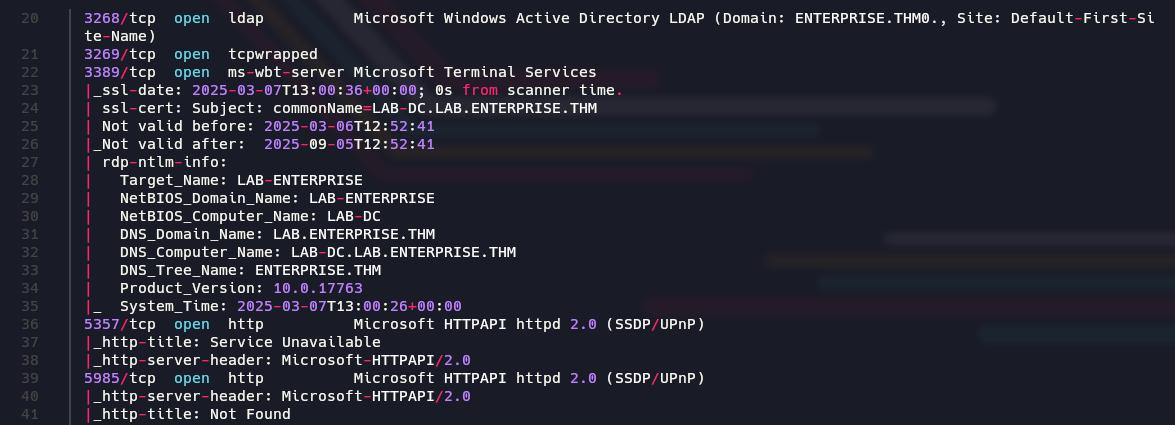 20 3268/tcp  open  ldap          Microsoft Windows Active Directory LDAP (Domain: ENTERPRISE.THM0., Site: Default-First-Si
te-Name)
21 3269/tcp  open  tcpwrapped
22 3389/tcp  open  ms-wbt-server Microsoft Terminal Services
23 |_ssl-date: 2025-03-07T13:00:36+00:00; 0s from scanner time.
24 | ssl-cert: Subject: commonName=LAB-DC.LAB.ENTERPRISE.THM
25 | Not valid before: 2025-03-06T12:52:41
26 |_Not valid after:  2025-09-05T12:52:41
27 | rdp-ntlm-info:
28 |   Target_Name: LAB-ENTERPRISE
29 |   NetBIOS_Domain_Name: LAB-ENTERPRISE
30 |   NetBIOS_Computer_Name: LAB-DC
31 |   DNS_Domain_Name: LAB.ENTERPRISE.THM
32 |   DNS_Computer_Name: LAB-DC.LAB.ENTERPRISE.THM
33 |   DNS_Tree_Name: ENTERPRISE.THM
34 |   Product_Version: 10.0.17763
35 |_  System_Time: 2025-03-07T13:00:26+00:00
36 5357/tcp  open  http          Microsoft HTTPAPI httpd 2.0 (SSDP/UPnP)
37 |_http-title: Service Unavailable
38 |_http-server-header: Microsoft-HTTPAPI/2.0
39 5985/tcp  open  http          Microsoft HTTPAPI httpd 2.0 (SSDP/UPnP)
40 |_http-server-header: Microsoft-HTTPAPI/2.0
41 |_http-title: Not Found